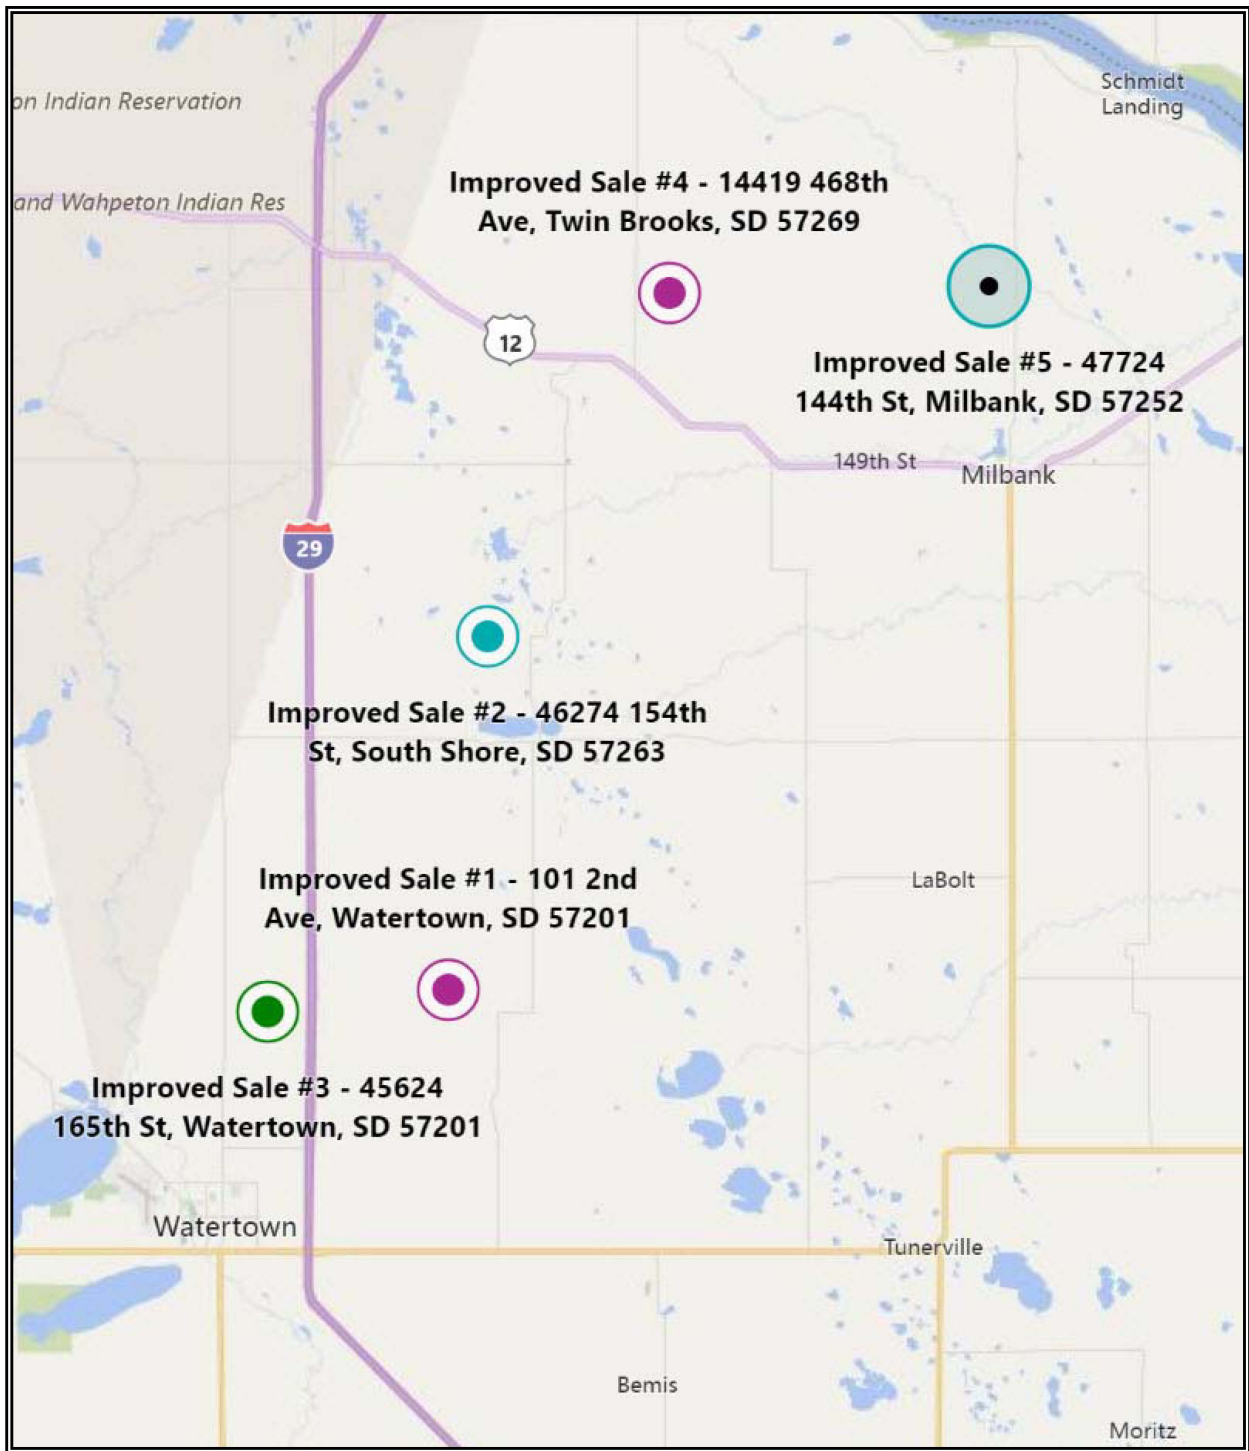 Schmidt
Landing
on Indian Reservation
Improved Sale #4 - 14419 468th
Ave, Twin Brooks, SD 57269
and Wahpeton Indian Res
12
Improved Sale #5 - 47724
144th St, Milbank, SD 57252
149th St
Milbank
29
Improved Sale #2 - 46274 154th
St, South Shore, SD 57263
Improved Sale #1 - 101 2nd
Ave, Watertown, SD 57201
LaBolt
Improved Sale #3 - 45624
165th St, Watertown, SD 57201
Watertown
Tunerville
Bemis
Moritz